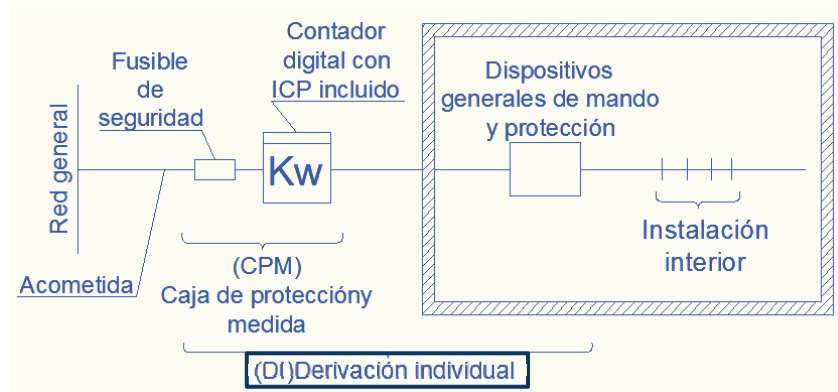 Contador
digital con
ICP incluido
Fusible
de
seguridad
Dispositivos
generales de mando
y protección
Red general
Kw
Acometida
(CPM)
Caja de proteccióny
medida
Instalación
interior
(DI)Derivación individual